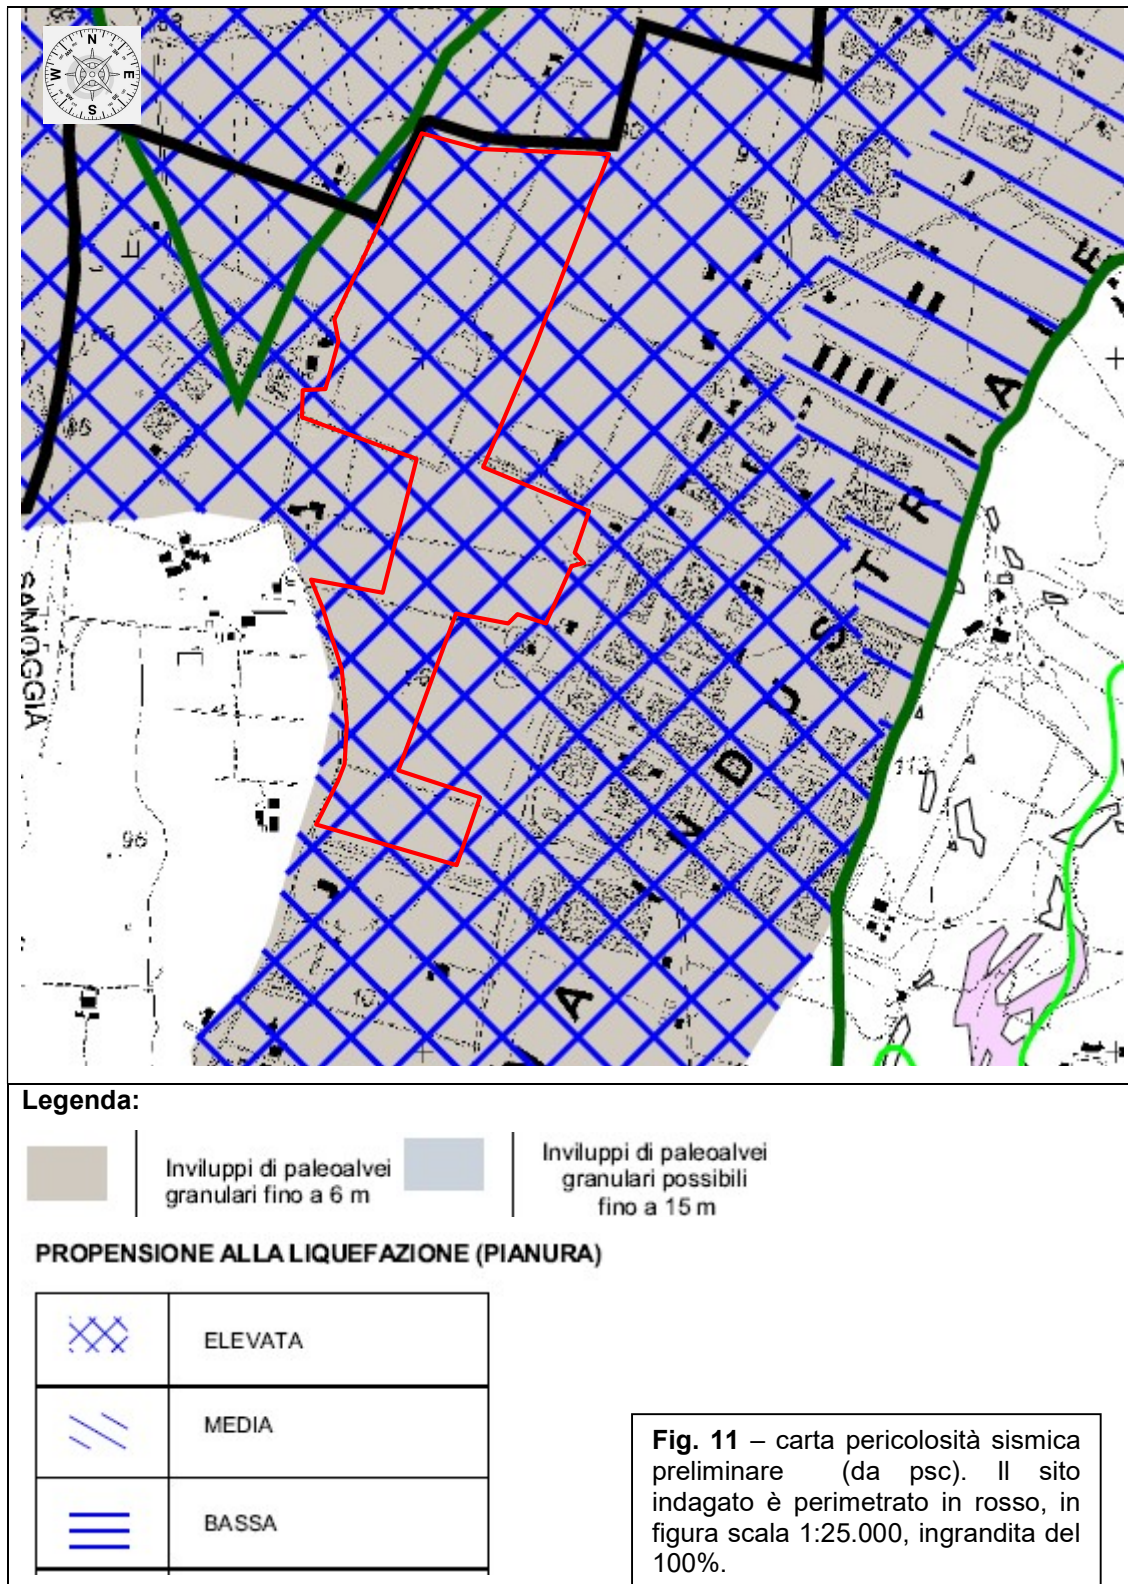 N
W
E
S
SAMOGGIA
96
I N D U S T R I A L E
Legenda:
Inviluppi di paleoalvei
granulari fino a 6 m
Inviluppi di paleoalvei
granulari possibili
fino a 15 m
PROPENSIONE ALLA LIQUEFAZIONE (PIANURA)
ELEVATA
MEDIA
BASSA
Fig. 11 – carta pericolosità sismica
preliminare (da psc). Il sito
indagato è perimetrato in rosso, in
figura scala 1:25.000, ingrandita del
100%.